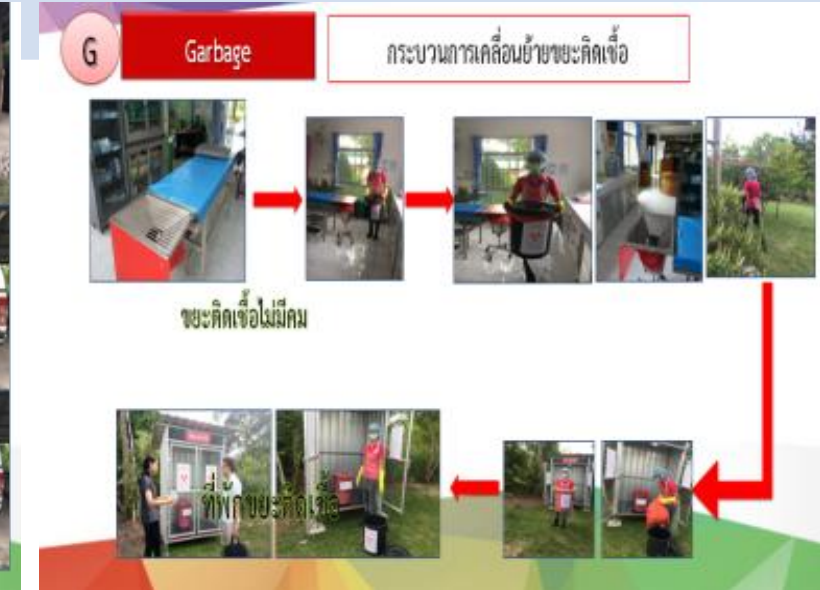 G
Garbage
กระบวนการเคลื่อนย้ายขยะติดเชื้อ
ขยะติดเชื้อไม่มีคม
ที่พักขยะติดเชื้อ